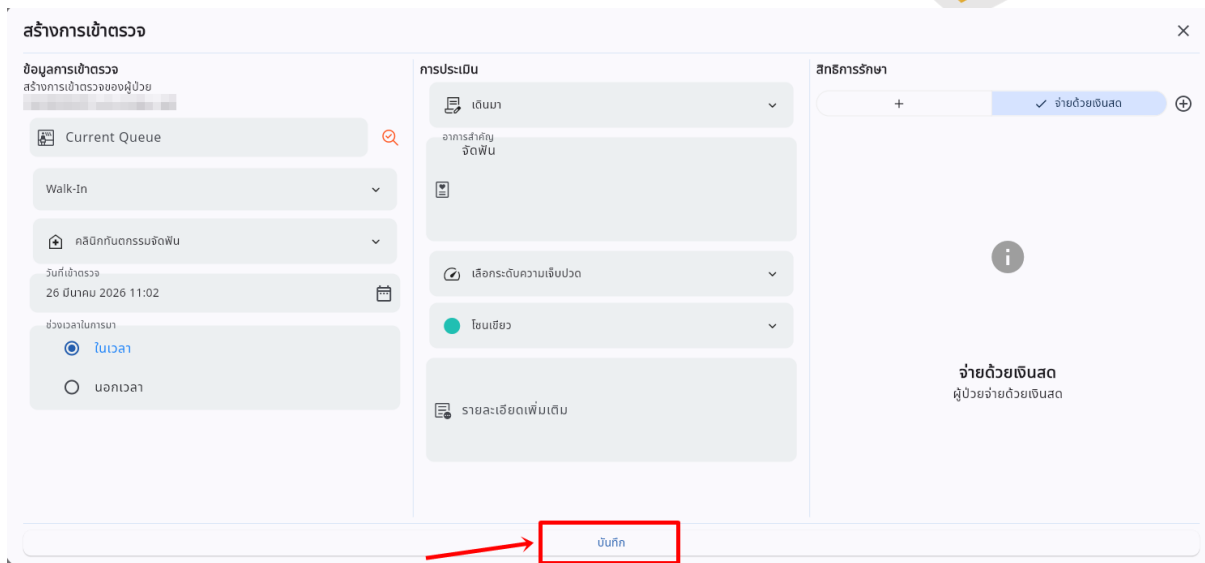 สร้างการเข้าตรวจ
ข้อมูลการเข้าตรวจ
สร้างการเข้าตรวจของผู้ป่วย
Current Queue
Walk-In
คลินิกทันตกรรมจัดฟัน
วันที่เข้าตรวจ
26 มีนาคม 2026 11:02
ช่วงเวลาในการมา
ในเวลา
นอกเวลา
การประเมิน
เดินมา
อาการสำคัญ
จัดฟัน
เลือกระดับความเจ็บปวด
โซนเขียว
รายละเอียดเพิ่มเติม
สิทธิการรักษา
+
จ่ายด้วยเงินสด
จ่ายด้วยเงินสด
ผู้ป่วยจ่ายด้วยเงินสด
บันทึก